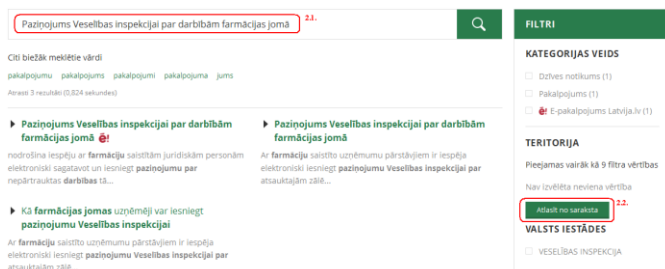 Paziņojums Veselības inspekcijai par darbībām farmācijas jomā
2.1.
Citi biežāk meklētie vārdi
pakalpojumu pakalpojums pakalpojumi pakalpojuma jums
Atrasti 3 rezultāti (0,824 sekundes)
Paziņojums Veselības inspekcijai par darbībām
farmācijas jomā ē!
nodrošina iespēju ar farmāciju saistītām juridiskām personām
elektroniski sagatavot un iesniegt paziņojumu par
nepārtrauktas darbības tā...
Paziņojums Veselības inspekcijai par darbībām
farmācijas jomā
Ar farmāciju saistīto uzņēmumu pārstāvjiem ir iespēja
elektroniski iesniegt paziņojumu Veselības inspekcijai par
atsauktajām zālē...
Kā farmācijas jomas uzņēmēji var iesniegt
paziņojumu Veselības inspekcijai
Ar farmāciju saistīto uzņēmumu pārstāvjiem ir iespēja
elektroniski iesniegt paziņojumu Veselības inspekcijai par
atsauktajām zālē...
FILTRI
KATEGORIJAS VEIDS
Dzīves notikums (1)
Pakalpojums (1)
ē! E-pakalpojums Latvija.lv (1)
TERITORIJA
Pieejamas vairāk kā 9 filtra vērtības
Nav izvēlēta neviena vērtība
Atlasīt no saraksta
2.2.
VALSTS IESTĀDES
VESELĪBAS INSPEKCIJA